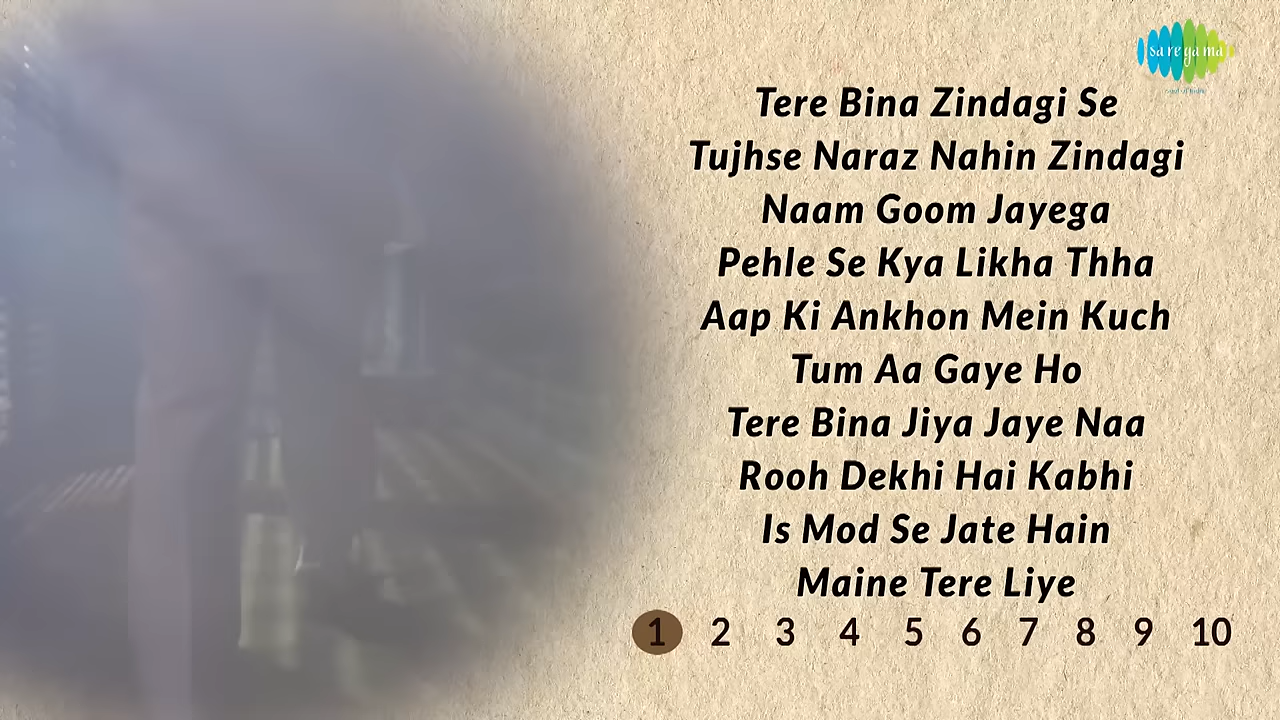 sa re ga ma
Tere Bina Zindagi Se
Tujhse Naraz Nahin Zindagi
Naam Goom Jayega
Pehle Se Kya Likha Thha
Aap Ki Ankhon Mein Kuch
Tum Aa Gaye Ho
Tere Bina Jiya Jaye Naa
Rooh Dekhi Hai Kabhi
Is Mod Se Jate Hain
Maine Tere Liye
1 2 3 4 5 6 7 8 9 10